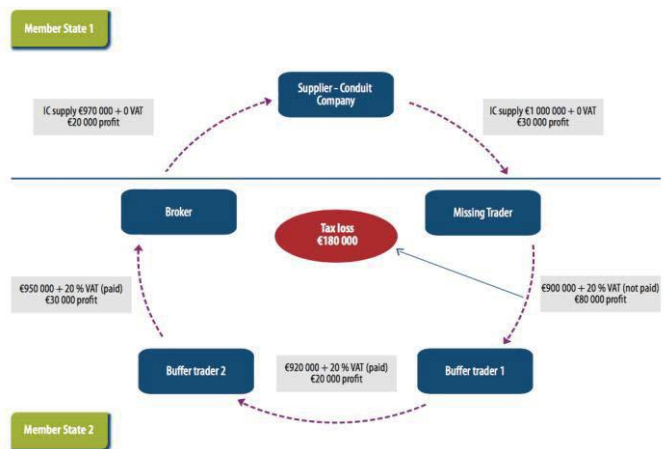 Member State 1
Supplier - Conduit
Company
IC supply €970 000 + 0 VAT
€20 000 profit
IC supply €1 000 000 + 0 VAT
€30 000 profit
Broker
Tax loss
€180 000
Missing Trader
€950 000 + 20 % VAT (paid)
€30 000 profit
€900 000 + 20 % VAT (not paid)
€80 000 profit
Buffer trader 2
€920 000 + 20 % VAT (paid)
€20 000 profit
Buffer trader 1
Member State 2